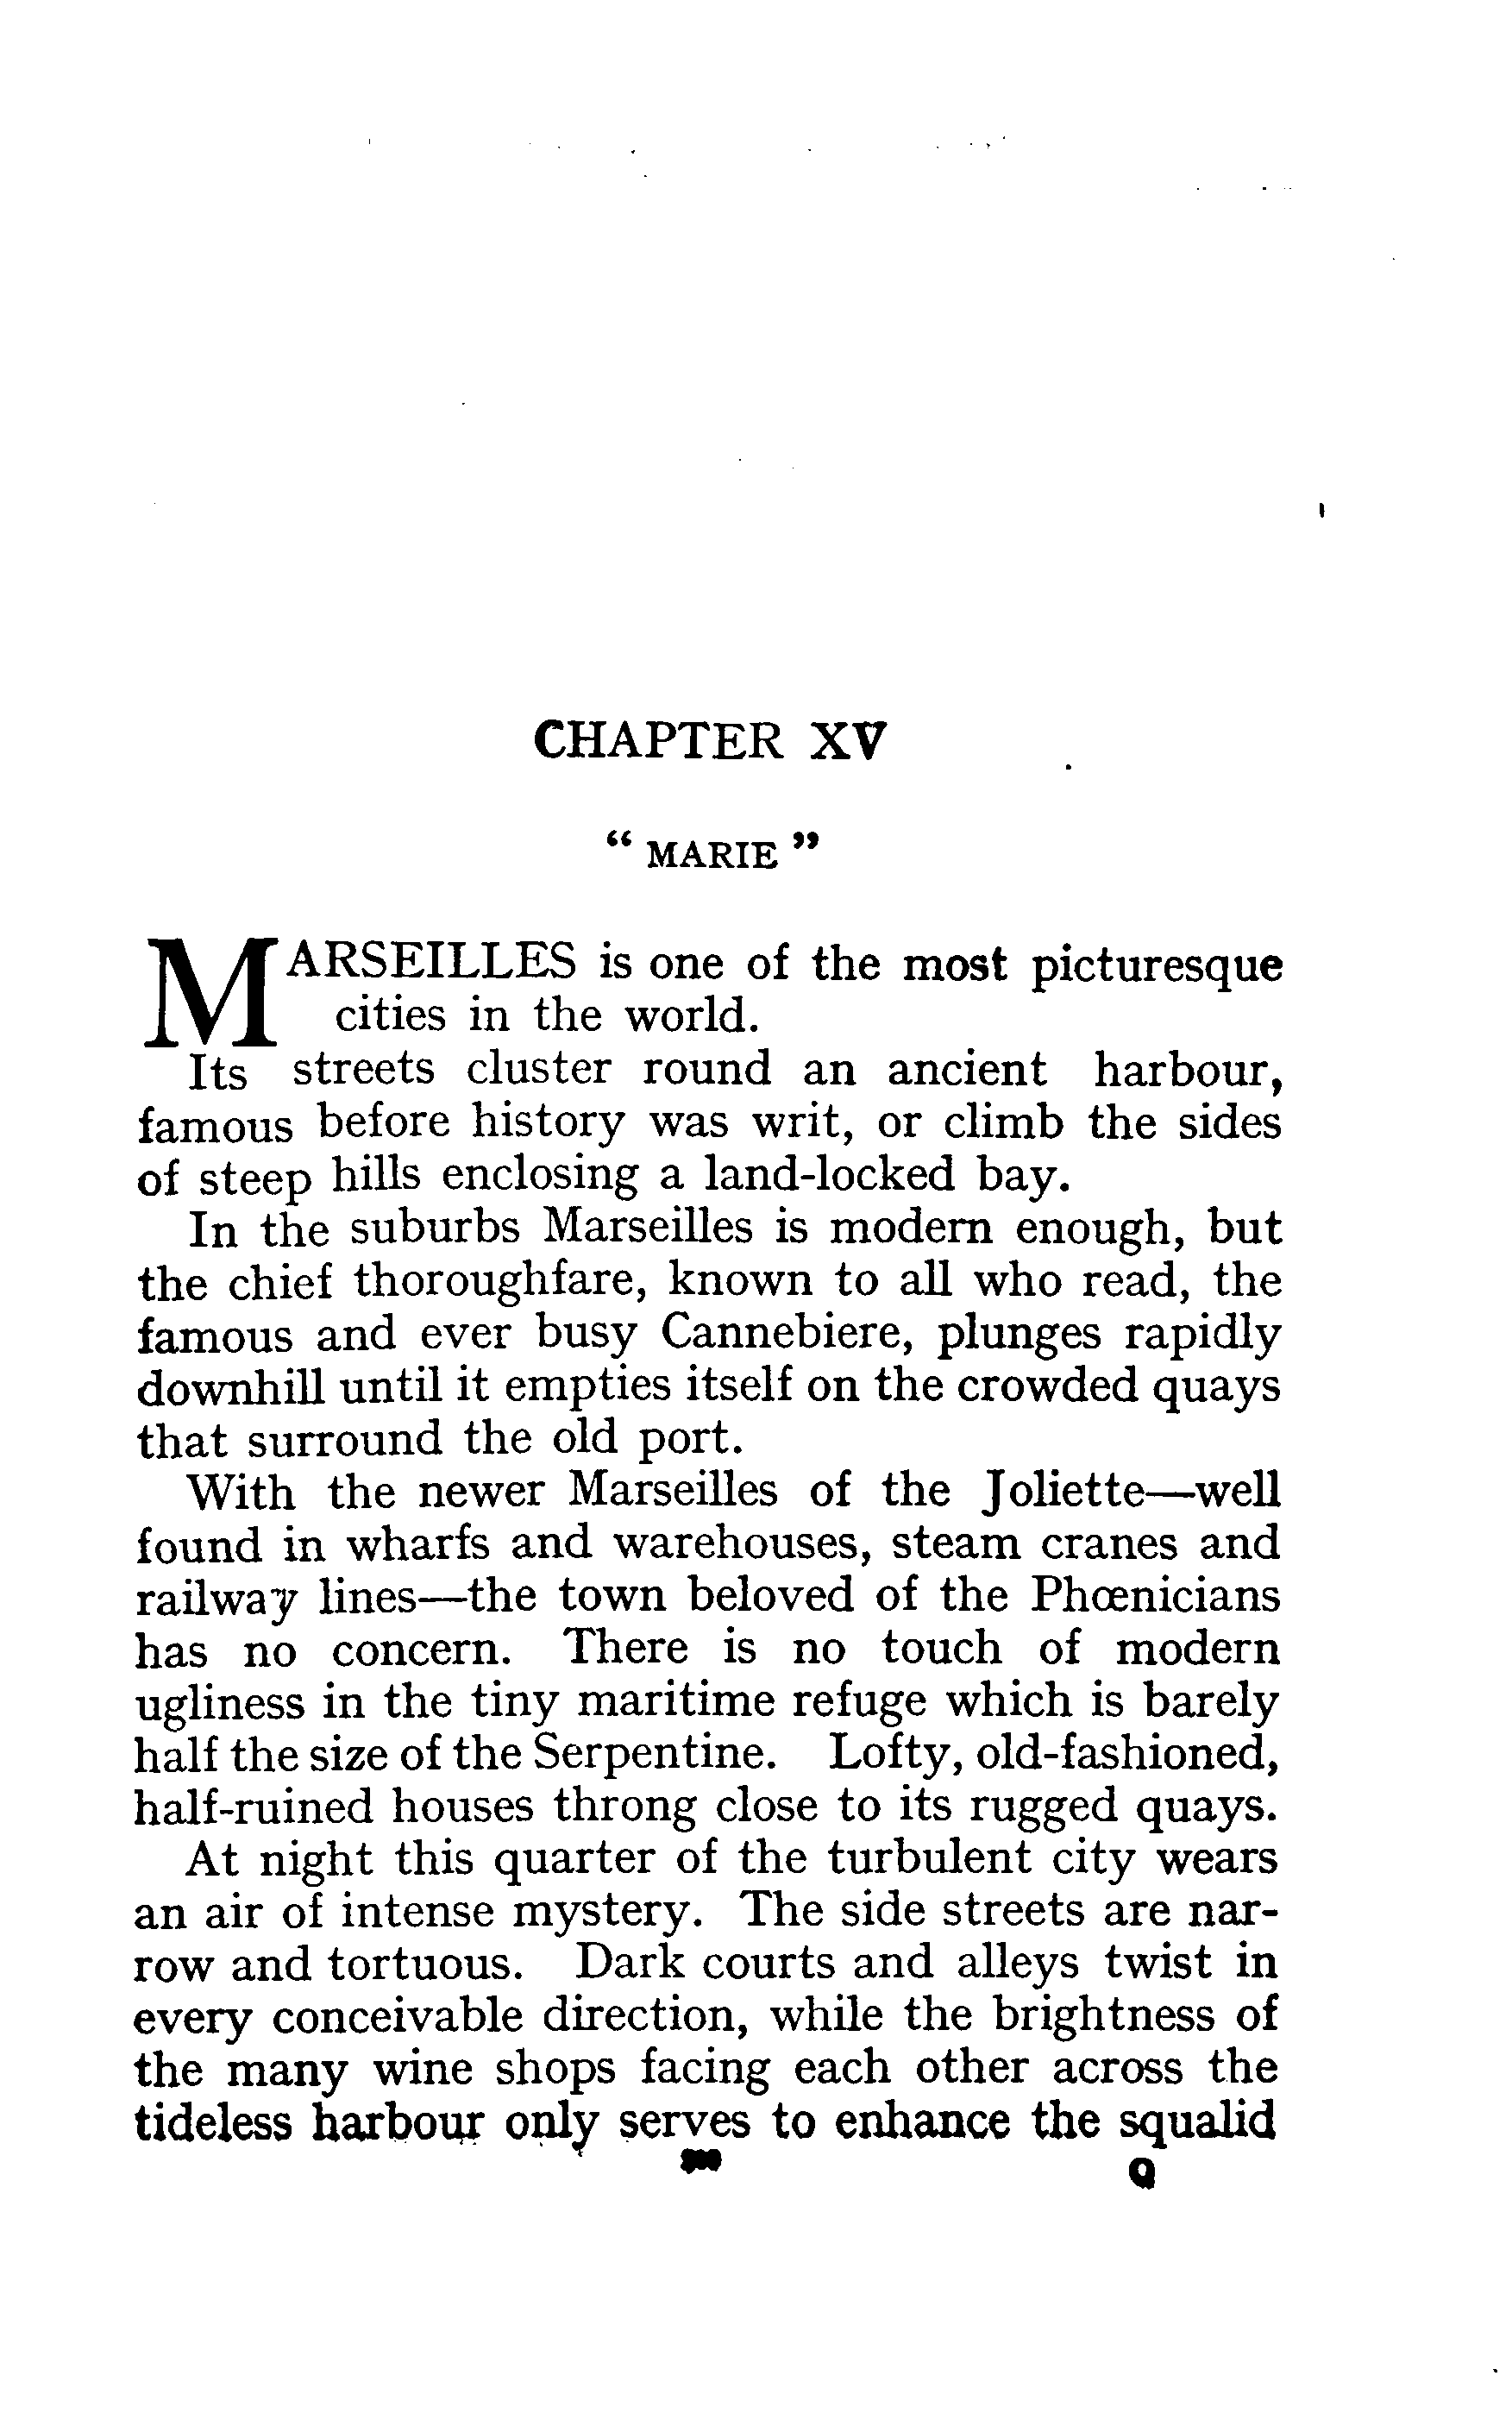 CHAPTER XV
“ MARIE ”
MARSEILLES is one of the most picturesque
cities in the world.
Its streets cluster round an ancient harbour,
famous before history was writ, or climb the sides
of steep hills enclosing a land-locked bay.
In the suburbs Marseilles is modern enough, but
the chief thoroughfare, known to all who read, the
famous and ever busy Cannebiere, plunges rapidly
downhill until it empties itself on the crowded quays
that surround the old port.
With the newer Marseilles of the Joliette—well
found in wharfs and warehouses, steam cranes and
railway lines—the town beloved of the Phœnicians
has no concern. There is no touch of modern
ugliness in the tiny maritime refuge which is barely
half the size of the Serpentine. Lofty, old-fashioned,
half-ruined houses throng close to its rugged quays.
At night this quarter of the turbulent city wears
an air of intense mystery. The side streets are nar-
row and tortuous. Dark courts and alleys twist in
every conceivable direction, while the brightness of
the many wine shops facing each other across the
tideless harbour only serves to enhance the squalid
Q